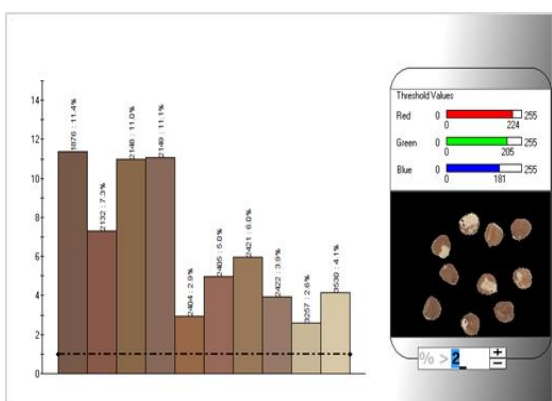 14
12
10
8
6
4
2
0
1876 : 11.4%
2132 : 7.3%
2148 : 11.0%
2149 : 11.1%
2404 : 2.9%
2405 : 5.0%
2421 : 6.0%
2422 : 3.9%
3257 : 2.6%
3530 : 4.1%
Threshold Values
Red 0 255
0 224
Green 0 255
0 205
Blue 0 255
0 181
% > 2
+
−